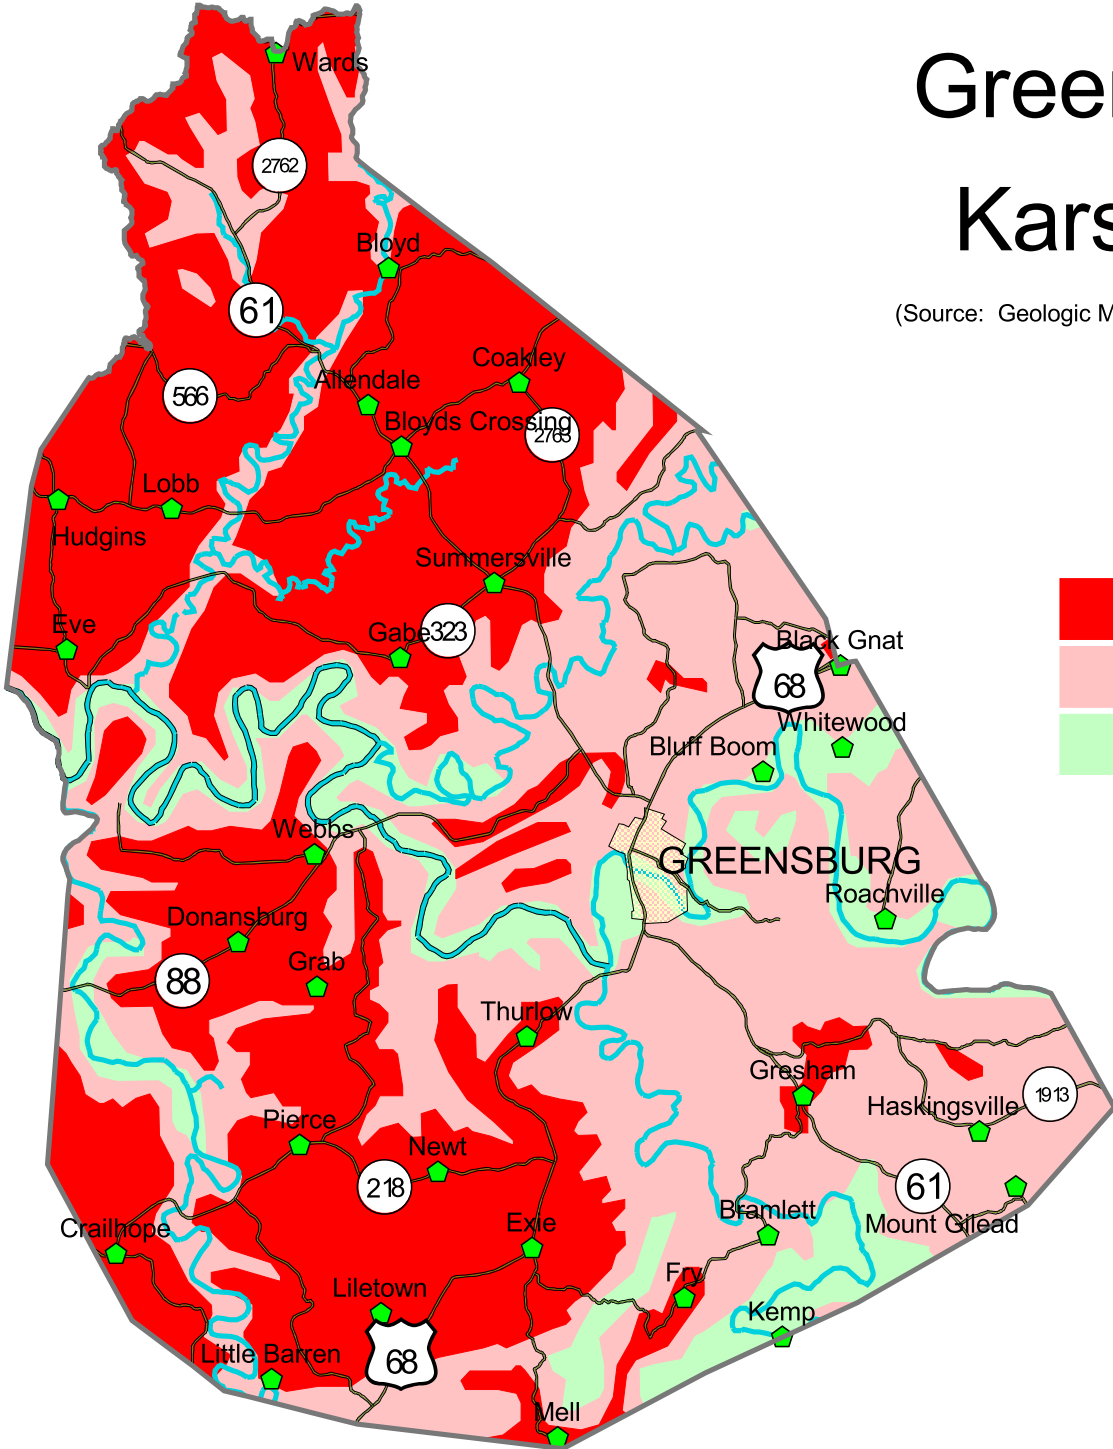 Green
Kars
(Source: Geologic M
Wards
2762
Bloyd
61
Coakley
Allendale
566
Bloyds Crossing
2763
Lobb
Hudgins
Summersville
Eve
Gabe
323
Black Gnat
68
Whitewood
Bluff Boom
Webbs
GREENSBURG
Roachville
Donansburg
Grab
88
Thurlow
Gresham
Haskingsville
1913
Pierce
Newt
218
61
Bramlett
Mount Gilead
Crailhope
Exie
Fry
Liletown
Kemp
68
Little Barren
Mell